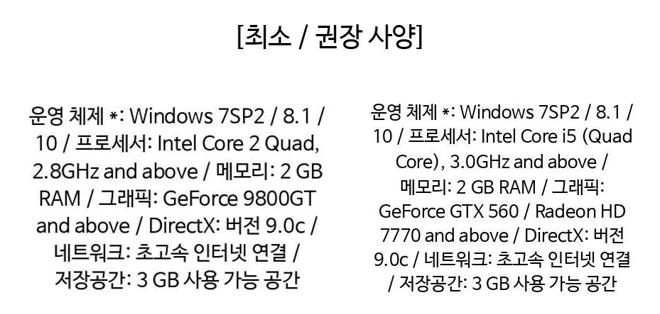 [최소 / 권장 사양]
운영 체제 *: Windows 7SP2 / 8.1 /
10 / 프로세서: Intel Core 2 Quad,
2.8GHz and above / 메모리: 2 GB
RAM / 그래픽: GeForce 9800GT
and above / DirectX: 버전 9.0c /
네트워크: 초고속 인터넷 연결 /
저장공간: 3 GB 사용 가능 공간
운영 체제 *: Windows 7SP2 / 8.1 /
10 / 프로세서: Intel Core i5 (Quad
Core), 3.0GHz and above /
메모리: 2 GB RAM / 그래픽:
GeForce GTX 560 / Radeon HD
7770 and above / DirectX: 버전
9.0c / 네트워크: 초고속 인터넷 연결
/ 저장공간: 3 GB 사용 가능 공간